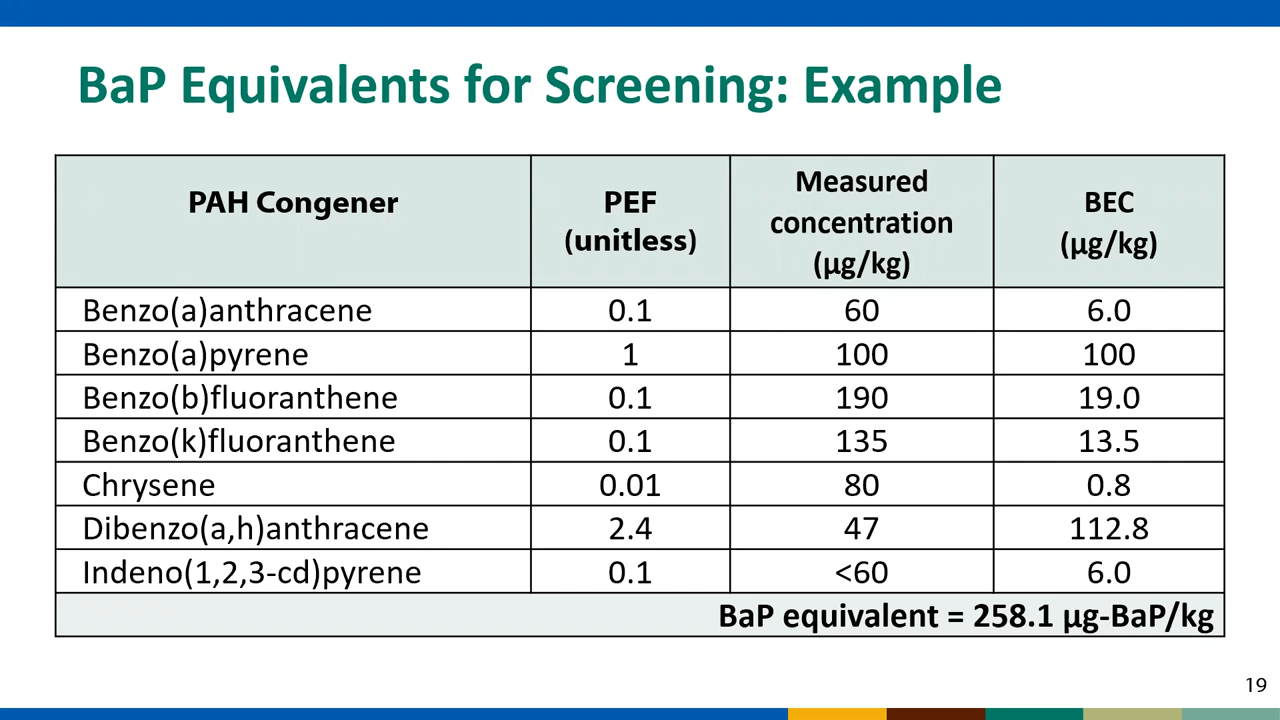 BaP Equivalents for Screening: Example
PAH Congener
PEF
(unitless)
Measured
concentration
(µg/kg)
BEC
(µg/kg)
Benzo(a)anthracene 0.1 60 6.0
Benzo(a)pyrene 1 100 100
Benzo(b)fluoranthene 0.1 190 19.0
Benzo(k)fluoranthene 0.1 135 13.5
Chrysene 0.01 80 0.8
Dibenzo(a,h)anthracene 2.4 47 112.8
Indeno(1,2,3-cd)pyrene 0.1 <60 6.0
BaP equivalent = 258.1 µg-BaP/kg
19